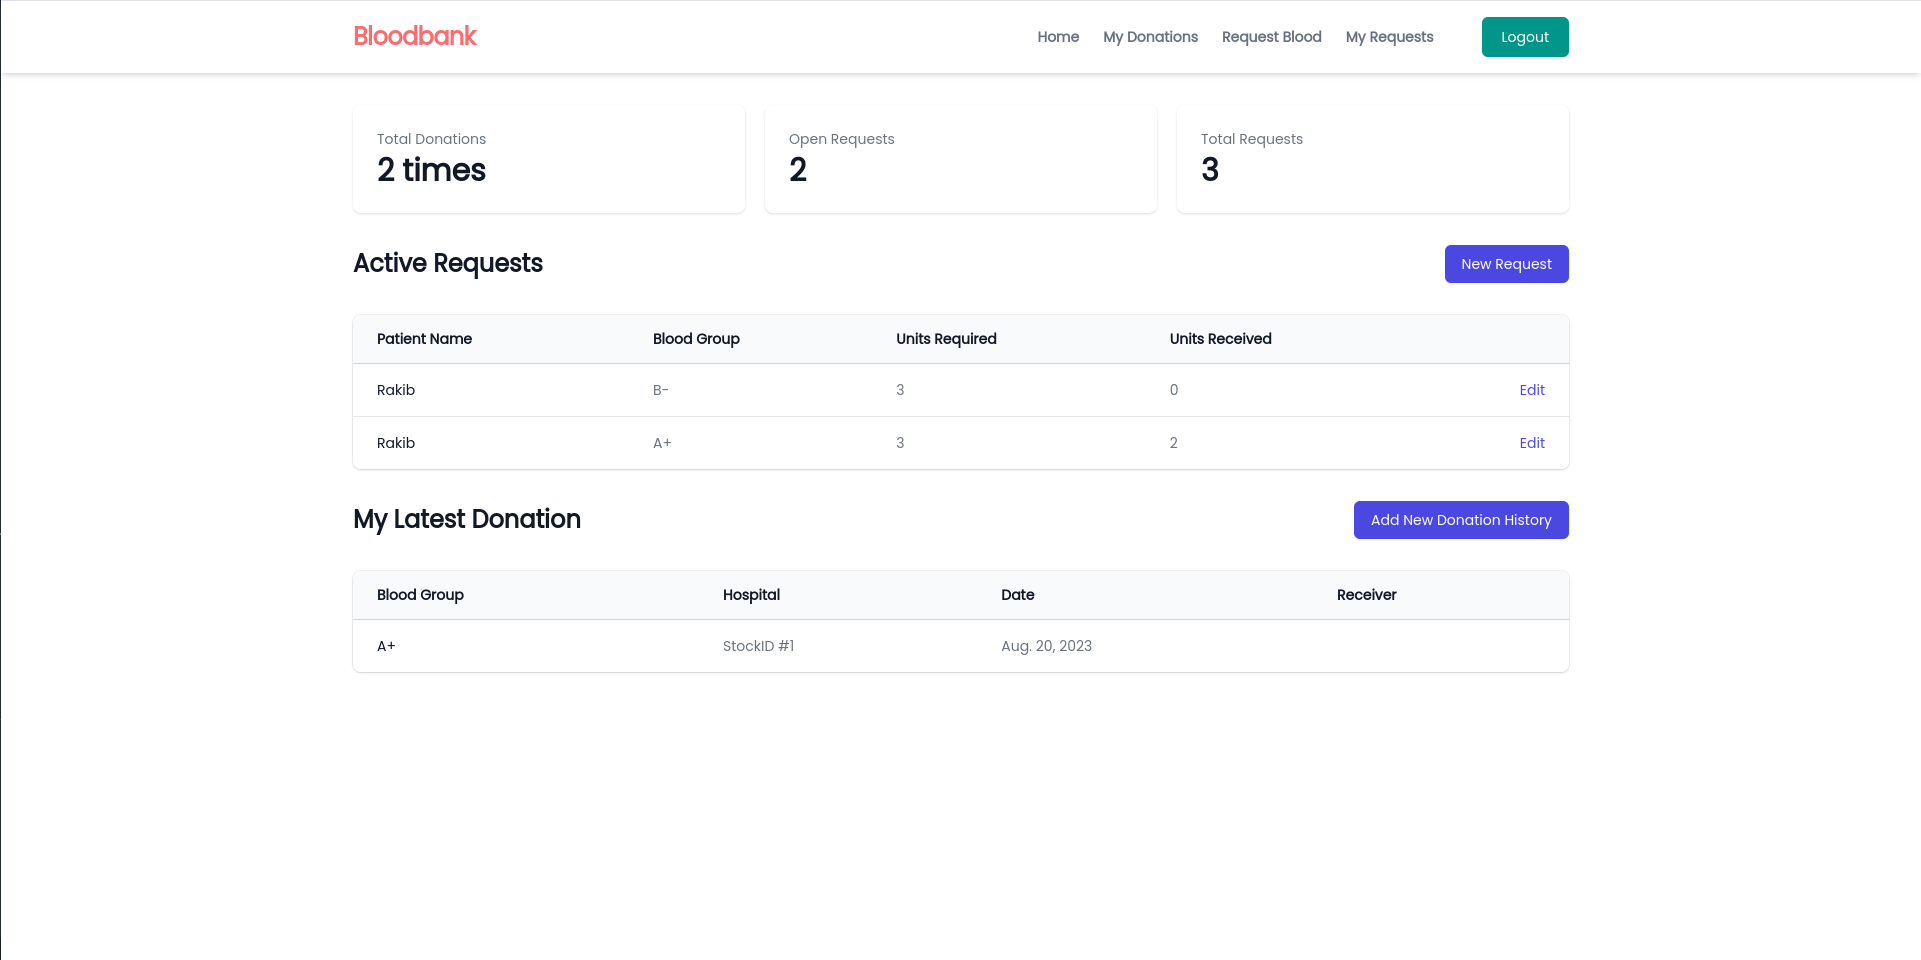 Bloodbank Home My Donations Request Blood My Requests Logout
Total Donations Open Requests Total Requests
2 times 2 3
Active Requests New Request
Patient Name Blood Group Units Required Units Received
Rakib B- 3 0 Edit
Rakib A+ 3 2 Edit
My Latest Donation Add New Donation History
Blood Group Hospital Date Receiver
A+ StockID #1 Aug. 20, 2023